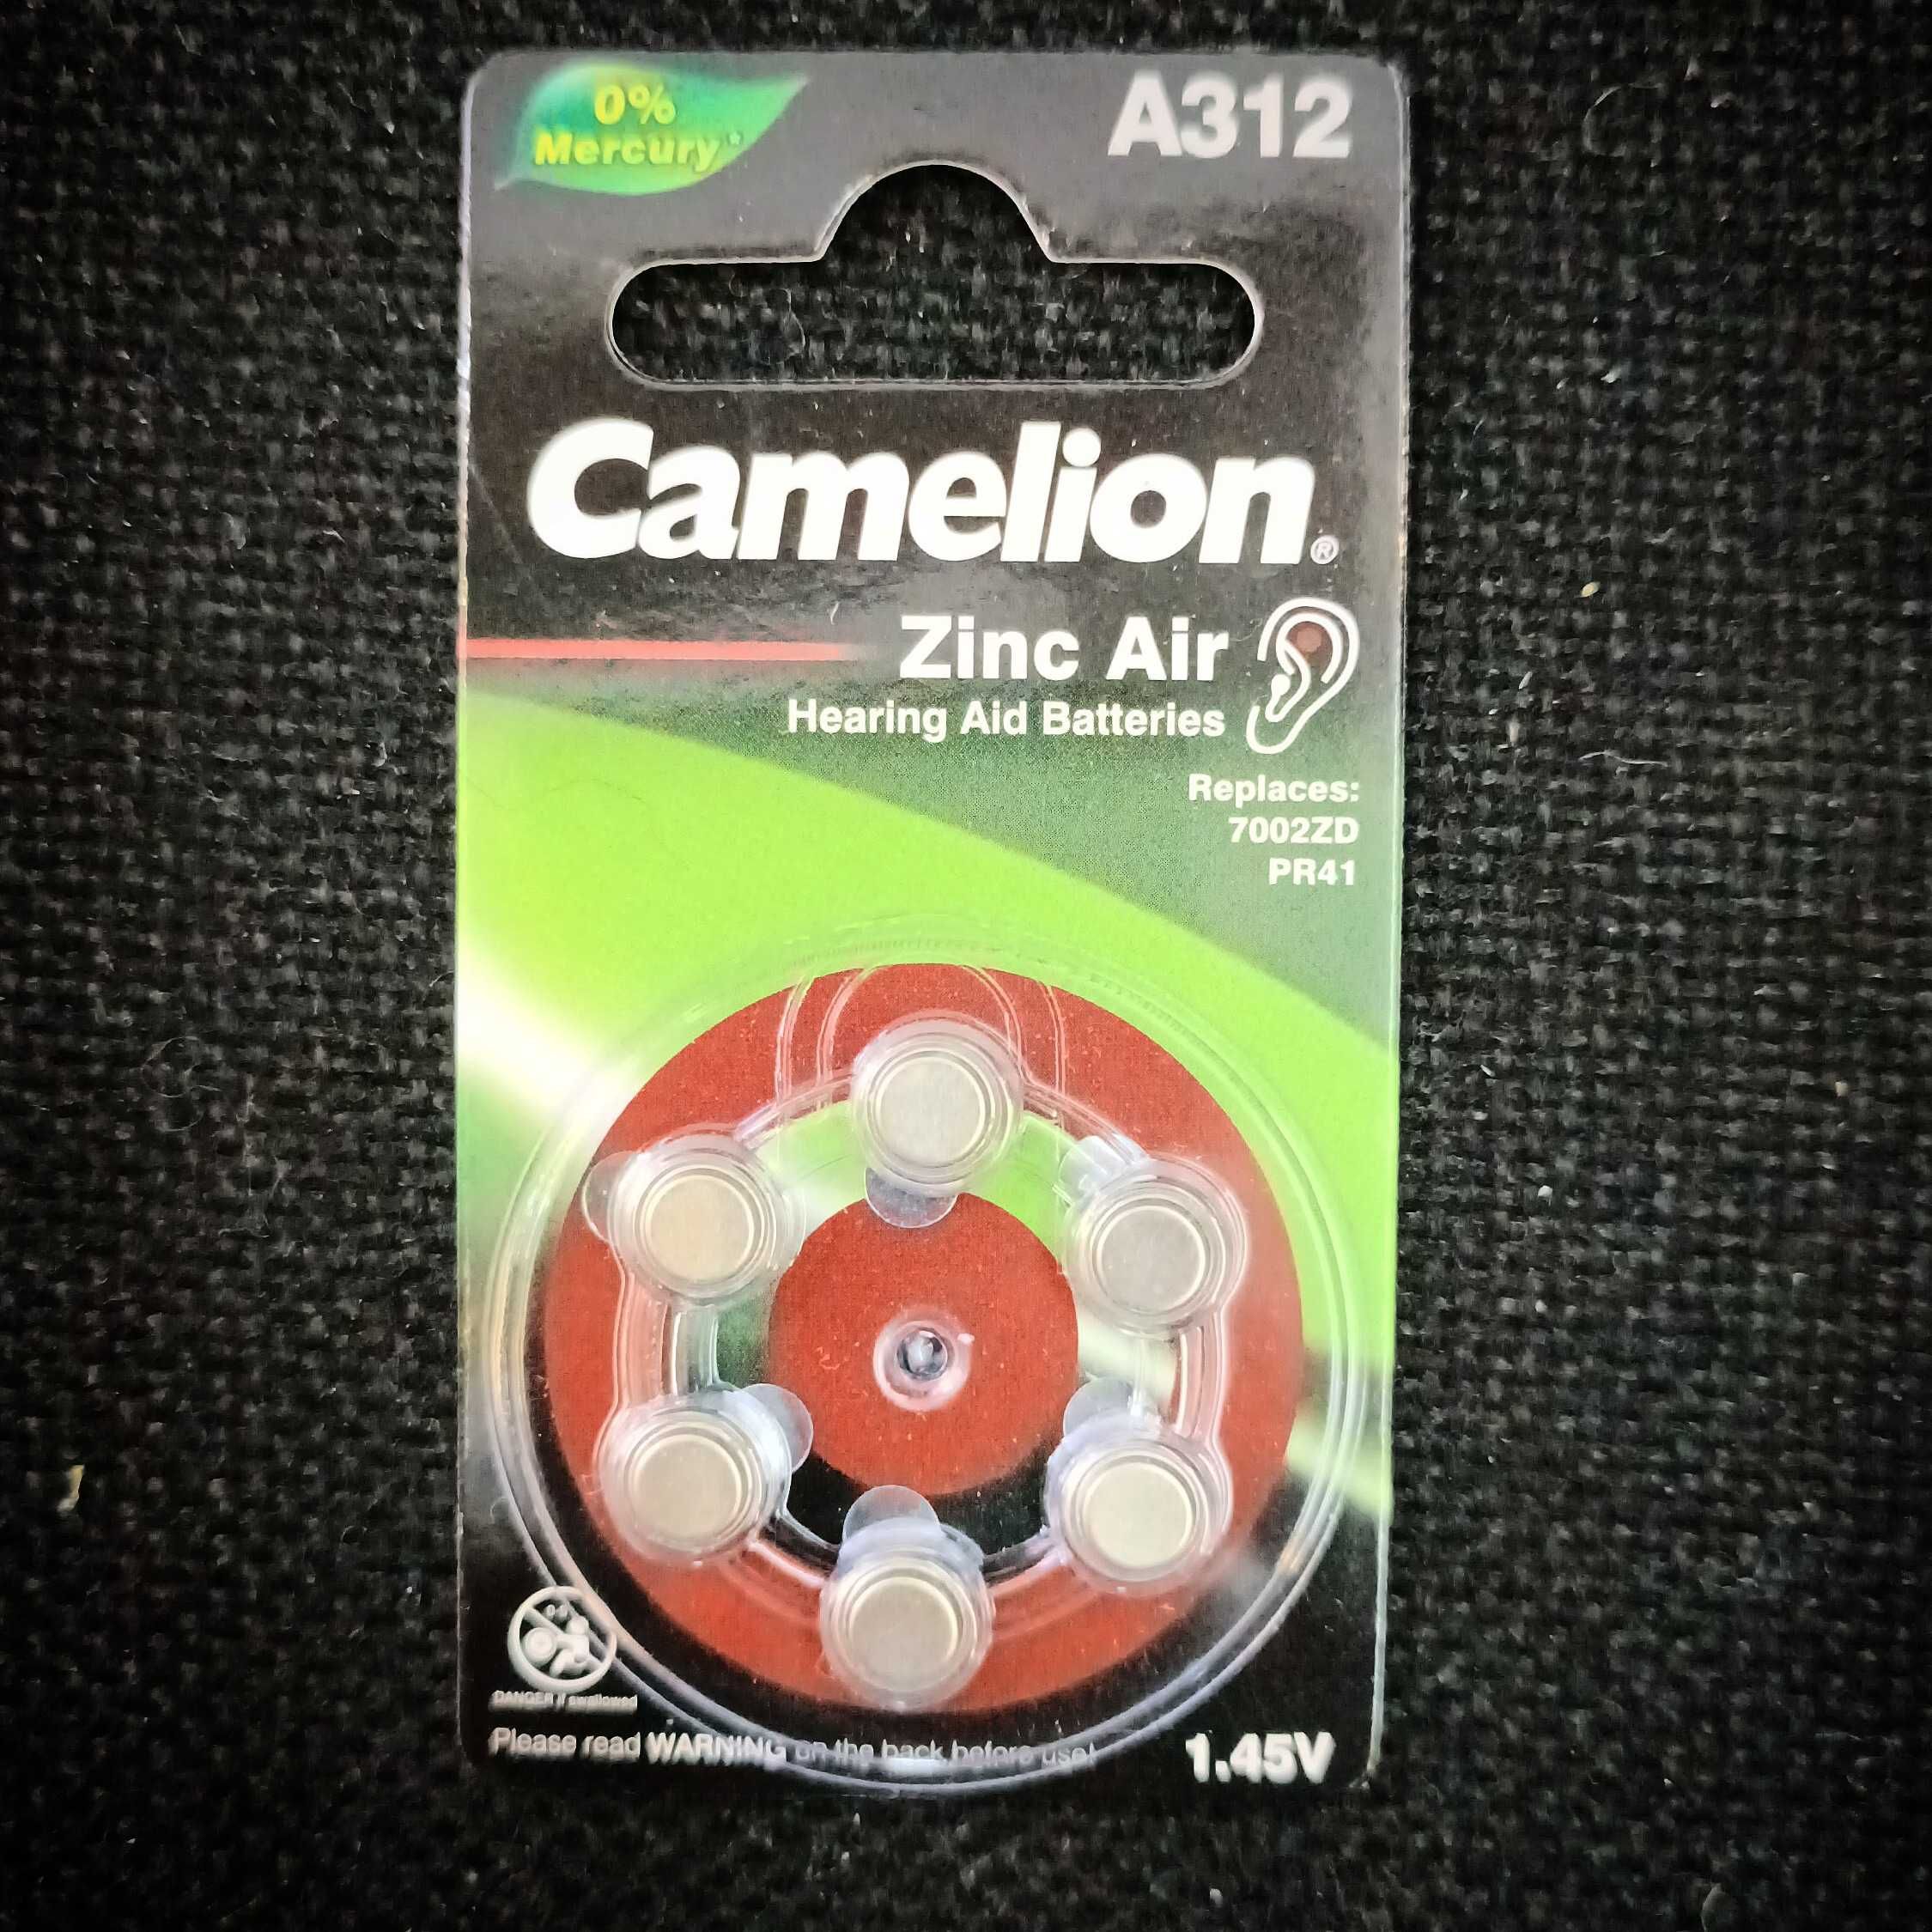 0%
Mercury*
A312
Camelion®
Zinc Air
Hearing Aid Batteries
Replaces:
7002ZD
PR41
DANGER if swallowed
Please read WARNING on the back before use!
1.45V